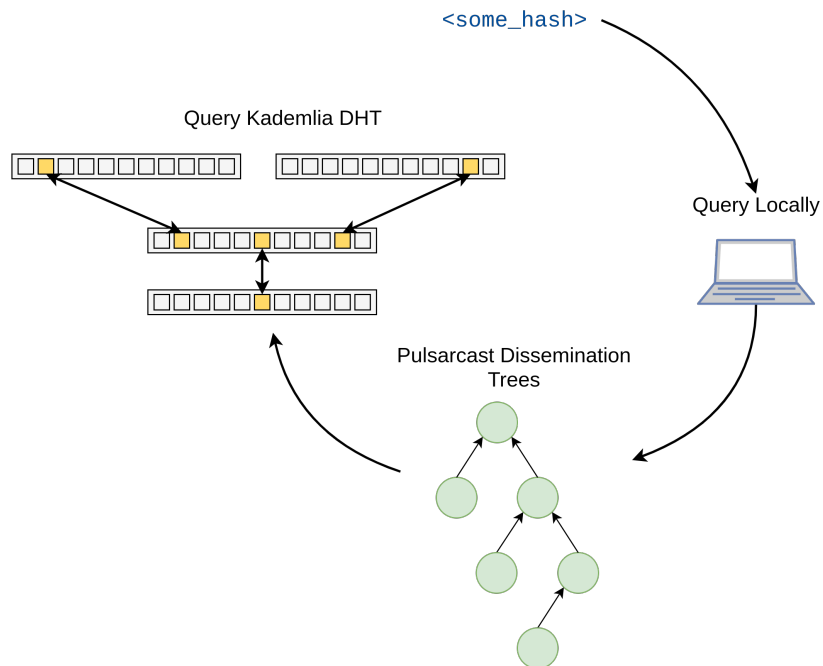 <some_hash>
Query Kademlia DHT
Query Locally
Pulsarcast Dissemination
Trees